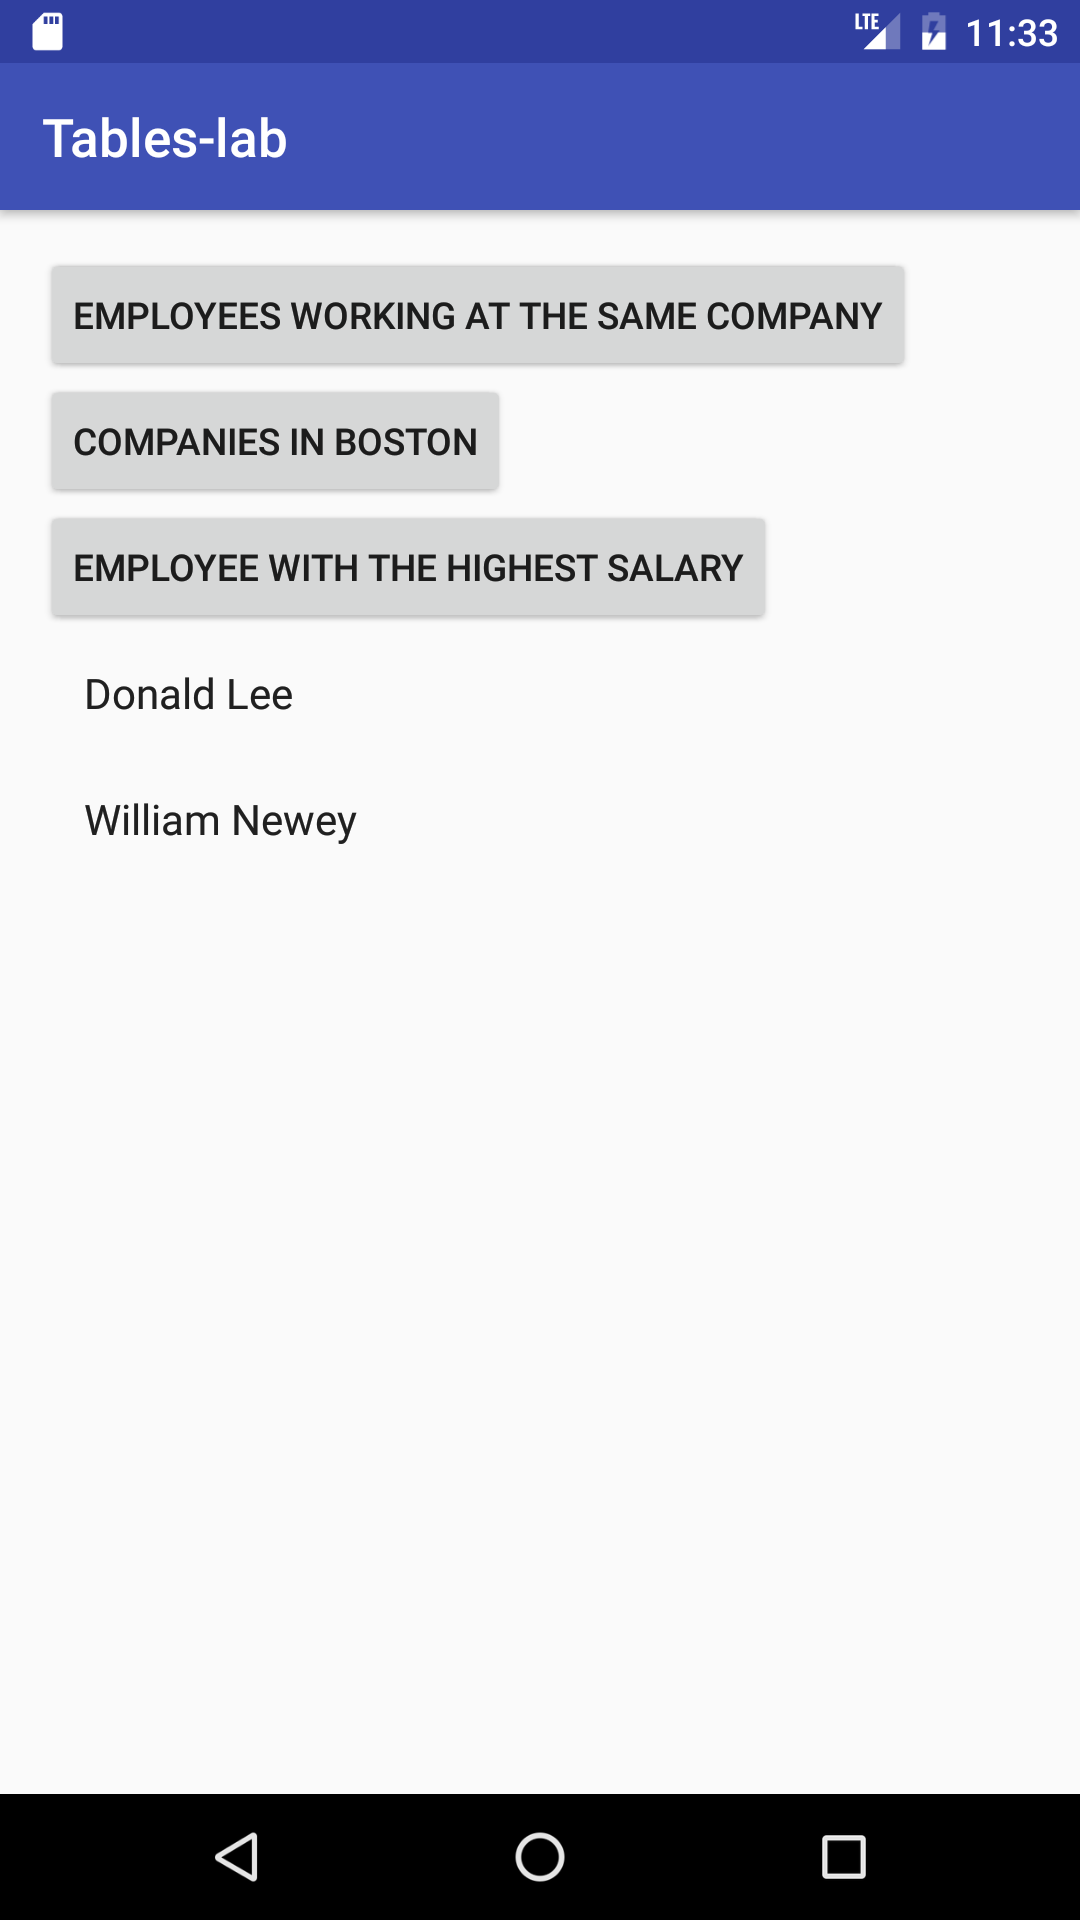 LTE 11:33
Tables-lab
EMPLOYEES WORKING AT THE SAME COMPANY
COMPANIES IN BOSTON
EMPLOYEE WITH THE HIGHEST SALARY
Donald Lee
William Newey